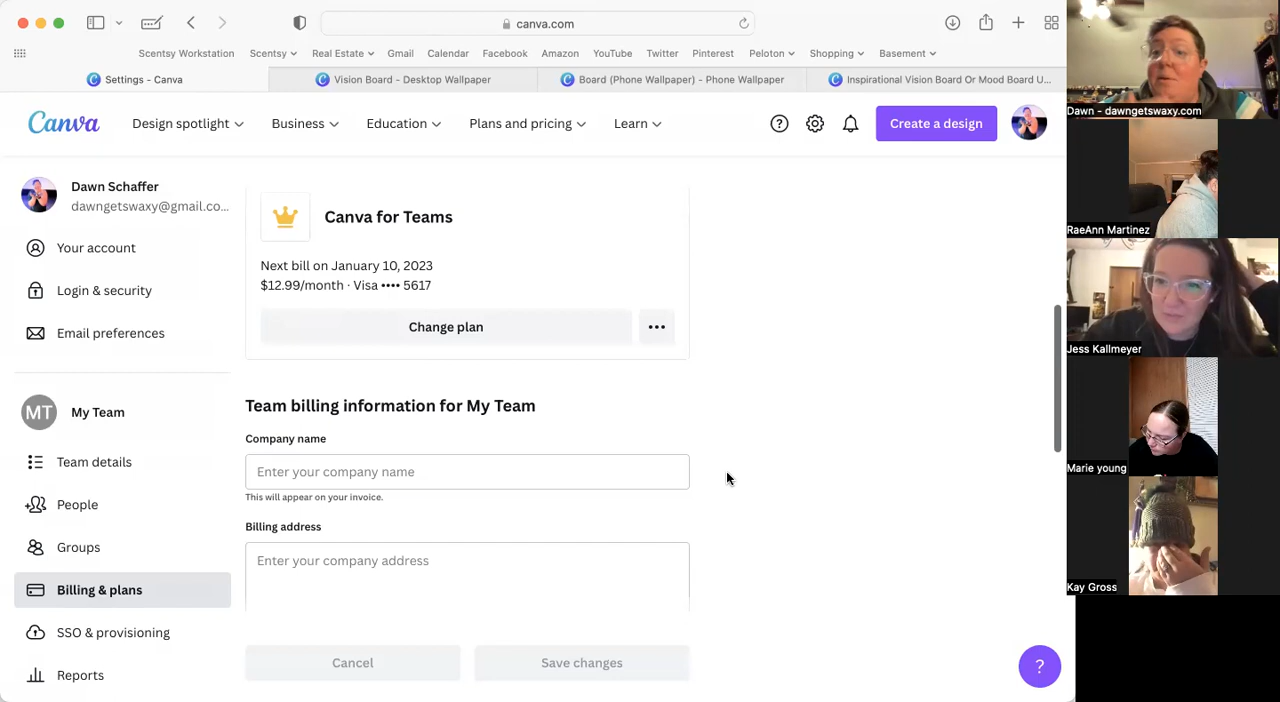 canva.com
Scentsy Workstation Scentsy Real Estate Gmail Calendar Facebook Amazon YouTube Twitter Pinterest Peloton Shopping Basement
Settings - Canva Vision Board - Desktop Wallpaper Board (Phone Wallpaper) - Phone Wallpaper Inspirational Vision Board Or Mood Board U...
Canva Design spotlight Business Education Plans and pricing Learn ? Create a design
Dawn Schaffer
dawngetswaxy@gmail.co...
Your account
Login & security
Email preferences
MT My Team
Team details
People
Groups
Billing & plans
SSO & provisioning
Reports
Canva for Teams
Next bill on January 10, 2023
$12.99/month · Visa •••• 5617
Change plan •••
Team billing information for My Team
Company name
Enter your company name
This will appear on your invoice.
Billing address
Enter your company address
Cancel Save changes
?
Dawn - dawngetswaxy.com
RaeAnn Martinez
Jess Kallmeyer
Marie young
Kay Gross